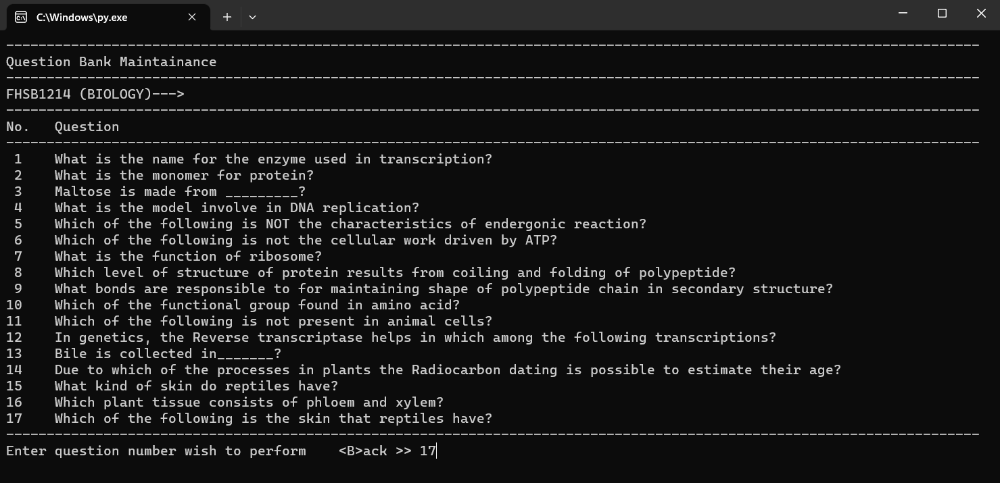 C:\Windows\py.exe
------------------------------------------------------------------------------------------------------------------------
Question Bank Maintainance
------------------------------------------------------------------------------------------------------------------------
FHSB1214 (BIOLOGY)--->
------------------------------------------------------------------------------------------------------------------------
No.   Question
------------------------------------------------------------------------------------------------------------------------
 1    What is the name for the enzyme used in transcription?
 2    What is the monomer for protein?
 3    Maltose is made from _________?
 4    What is the model involve in DNA replication?
 5    Which of the following is NOT the characteristics of endergonic reaction?
 6    Which of the following is not the cellular work driven by ATP?
 7    What is the function of ribosome?
 8    Which level of structure of protein results from coiling and folding of polypeptide?
 9    What bonds are responsible to for maintaining shape of polypeptide chain in secondary structure?
10    Which of the functional group found in amino acid?
11    Which of the following is not present in animal cells?
12    In genetics, the Reverse transcriptase helps in which among the following transcriptions?
13    Bile is collected in_______?
14    Due to which of the processes in plants the Radiocarbon dating is possible to estimate their age?
15    What kind of skin do reptiles have?
16    Which plant tissue consists of phloem and xylem?
17    Which of the following is the skin that reptiles have?
------------------------------------------------------------------------------------------------------------------------
Enter question number wish to perform    <B>ack >> 17